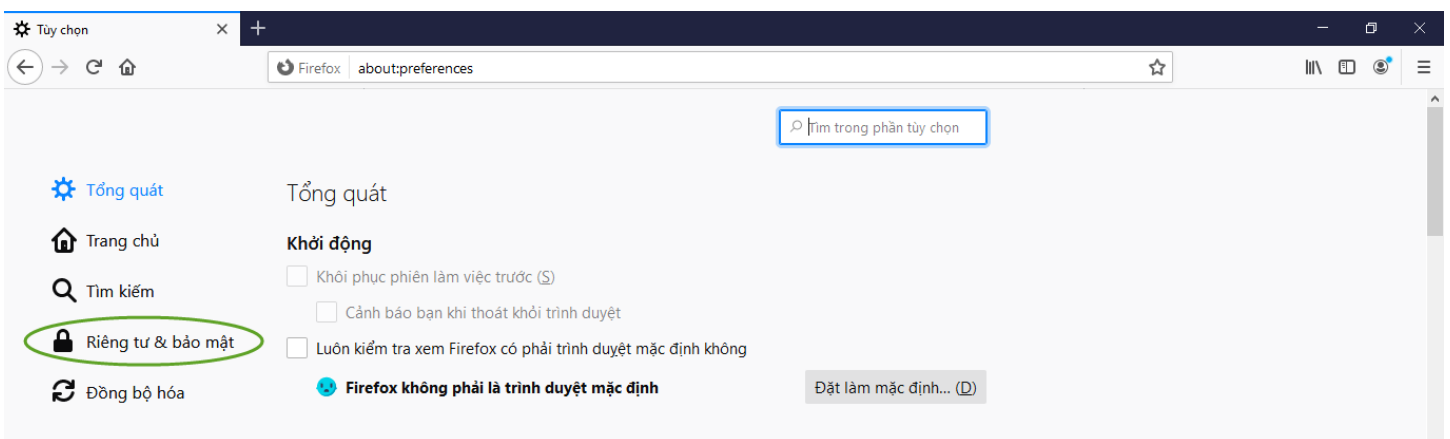 Tùy chọn
Firefox about:preferences
Tìm trong phần tùy chọn
Tổng quát
Trang chủ
Tìm kiếm
Riêng tư & bảo mật
Đồng bộ hóa
Tổng quát
Khởi động
Khôi phục phiên làm việc trước (S)
Cảnh báo bạn khi thoát khỏi trình duyệt
Luôn kiểm tra xem Firefox có phải trình duyệt mặc định không
Firefox không phải là trình duyệt mặc định
Đặt làm mặc định... (D)